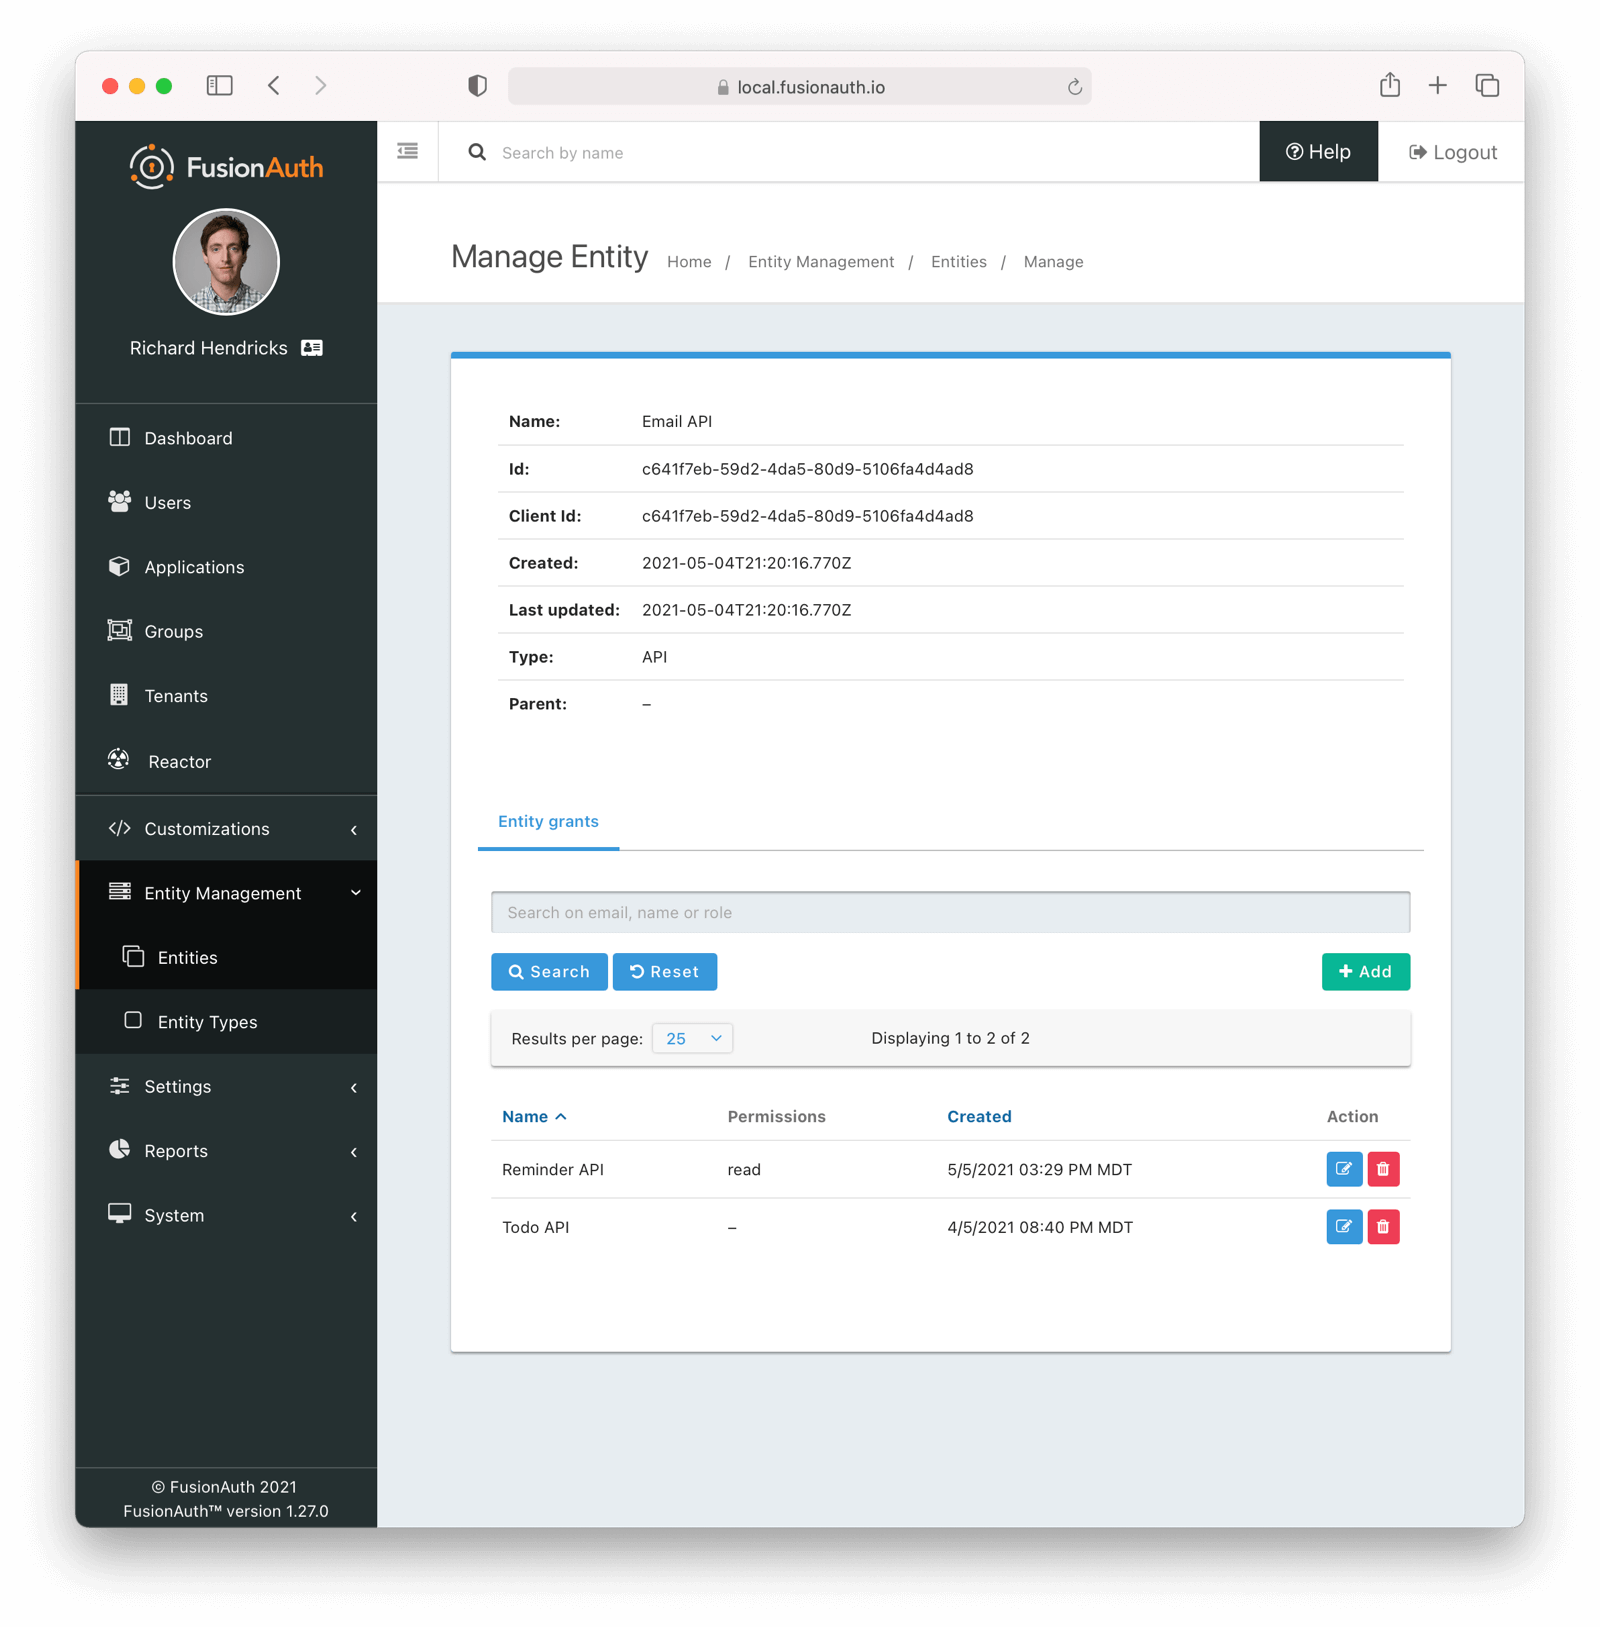 local.fusionauth.io
FusionAuth
Search by name
Help
Logout
Richard Hendricks
Dashboard
Users
Applications
Groups
Tenants
Reactor
Customizations
Entity Management
Entities
Entity Types
Settings
Reports
System
© FusionAuth 2021
FusionAuth™ version 1.27.0
Manage Entity Home / Entity Management / Entities / Manage
Name: Email API
Id: c641f7eb-59d2-4da5-80d9-5106fa4d4ad8
Client Id: c641f7eb-59d2-4da5-80d9-5106fa4d4ad8
Created: 2021-05-04T21:20:16.770Z
Last updated: 2021-05-04T21:20:16.770Z
Type: API
Parent: –
Entity grants
Search on email, name or role
Search Reset Add
Results per page: 25 Displaying 1 to 2 of 2
Name Permissions Created Action
Reminder API read 5/5/2021 03:29 PM MDT
Todo API – 4/5/2021 08:40 PM MDT